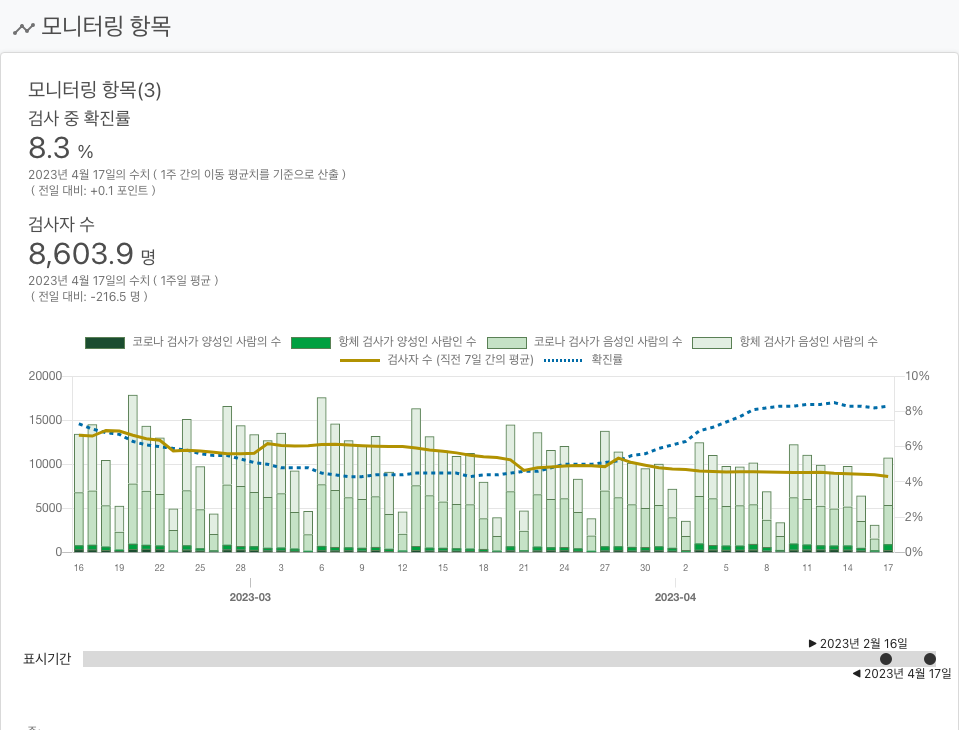 모니터링 항목
모니터링 항목(3)
검사 중 확진률
8.3 %
2023년 4월 17일의 수치 ( 1주 간의 이동 평균치를 기준으로 산출 )
( 전일 대비: +0.1 포인트 )
검사자 수
8,603.9 명
2023년 4월 17일의 수치 ( 1주일 평균 )
( 전일 대비: -216.5 명 )
코로나 검사가 양성인 사람의 수 항체 검사가 양성인 사람인 수 코로나 검사가 음성인 사람의 수 항체 검사가 음성인 사람의 수
검사자 수 (직전 7일 간의 평균) 확진률
20000 10%
15000 8%
10000 6%
5000 4%
0 2%
0%
16 19 22 25 28 3 6 9 12 15 18 21 24 27 30 2 5 8 11 14 17
2023-03 2023-04
▶ 2023년 2월 16일
표시기간
◀ 2023년 4월 17일